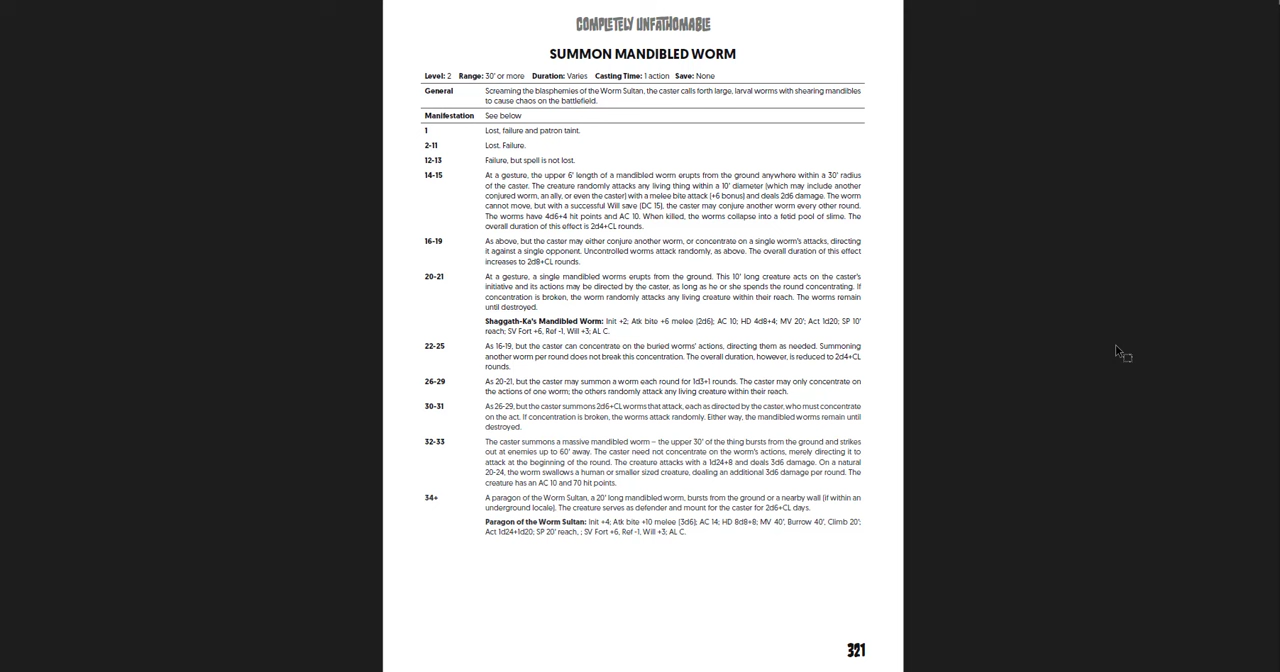 COMPLETELY UNFATHOMABLE
SUMMON MANDIBLED WORM
Level: 2 Range: 30' or more Duration: Varies Casting Time: 1 action Save: None
General Screaming the blasphemies of the Worm Sultan, the caster calls forth large, larval worms with shearing mandibles
to cause chaos on the battlefield.
Manifestation See below
1 Lost, failure and patron taint.
2-11 Lost. Failure.
12-13 Failure, but spell is not lost.
14-15 At a gesture, the upper 6' length of a mandibled worm erupts from the ground anywhere within a 30' radius
of the caster. The creature randomly attacks any living thing within a 10' diameter (which may include another
conjured worm, an ally, or even the caster) with a melee bite attack (+6 bonus) and deals 2d6 damage. The worm
cannot move, but with a successful Will save (DC 15), the caster may conjure another worm every other round.
The worms have 4d6+4 hit points and AC 10. When killed, the worms collapse into a fetid pool of slime. The
overall duration of this effect is 2d4+CL rounds.
16-19 As above, but the caster may either conjure another worm, or concentrate on a single worm's attacks, directing
it against a single opponent. Uncontrolled worms attack randomly, as above. The overall duration of this effect
increases to 2d8+CL rounds.
20-21 At a gesture, a single mandibled worms erupts from the ground. This 10' long creature acts on the caster's
initiative and its actions may be directed by the caster, as long as he or she spends the round concentrating. If
concentration is broken, the worm randomly attacks any living creature within their reach. The worms remain
until destroyed.
Shaggath-Ka's Mandibled Worm: Init +2; Atk bite +6 melee (2d6); AC 10; HD 4d8+4; MV 20'; Act 1d20; SP 10'
reach; SV Fort +6, Ref -1, Will +3; AL C.
22-25 As 16-19, but the caster can concentrate on the buried worms' actions, directing them as needed. Summoning
another worm per round does not break this concentration. The overall duration, however, is reduced to 2d4+CL
rounds.
26-29 As 20-21, but the caster may summon a worm each round for 1d3+1 rounds. The caster may only concentrate on
the actions of one worm; the others randomly attack any living creature within their reach.
30-31 As 26-29, but the caster summons 2d6+CL worms that attack, each as directed by the caster, who must concentrate
on the act. If concentration is broken, the worms attack randomly. Either way, the mandibled worms remain until
destroyed.
32-33 The caster summons a massive mandibled worm – the upper 30' of the thing bursts from the ground and strikes
out at enemies up to 60' away. The caster need not concentrate on the worm's actions, merely directing it to
attack at the beginning of the round. The creature attacks with a 1d24+8 and deals 3d6 damage. On a natural
20-24, the worm swallows a human or smaller sized creature, dealing an additional 3d6 damage per round. The
creature has an AC 10 and 70 hit points.
34+ A paragon of the Worm Sultan, a 20' long mandibled worm, bursts from the ground or a nearby wall (if within an
underground locale). The creature serves as defender and mount for the caster for 2d6+CL days.
Paragon of the Worm Sultan: Init +4; Atk bite +10 melee (3d6); AC 14; HD 8d8+8; MV 40', Burrow 40', Climb 20';
Act 1d24+1d20; SP 20' reach, ; SV Fort +6, Ref -1, Will +3; AL C.
321